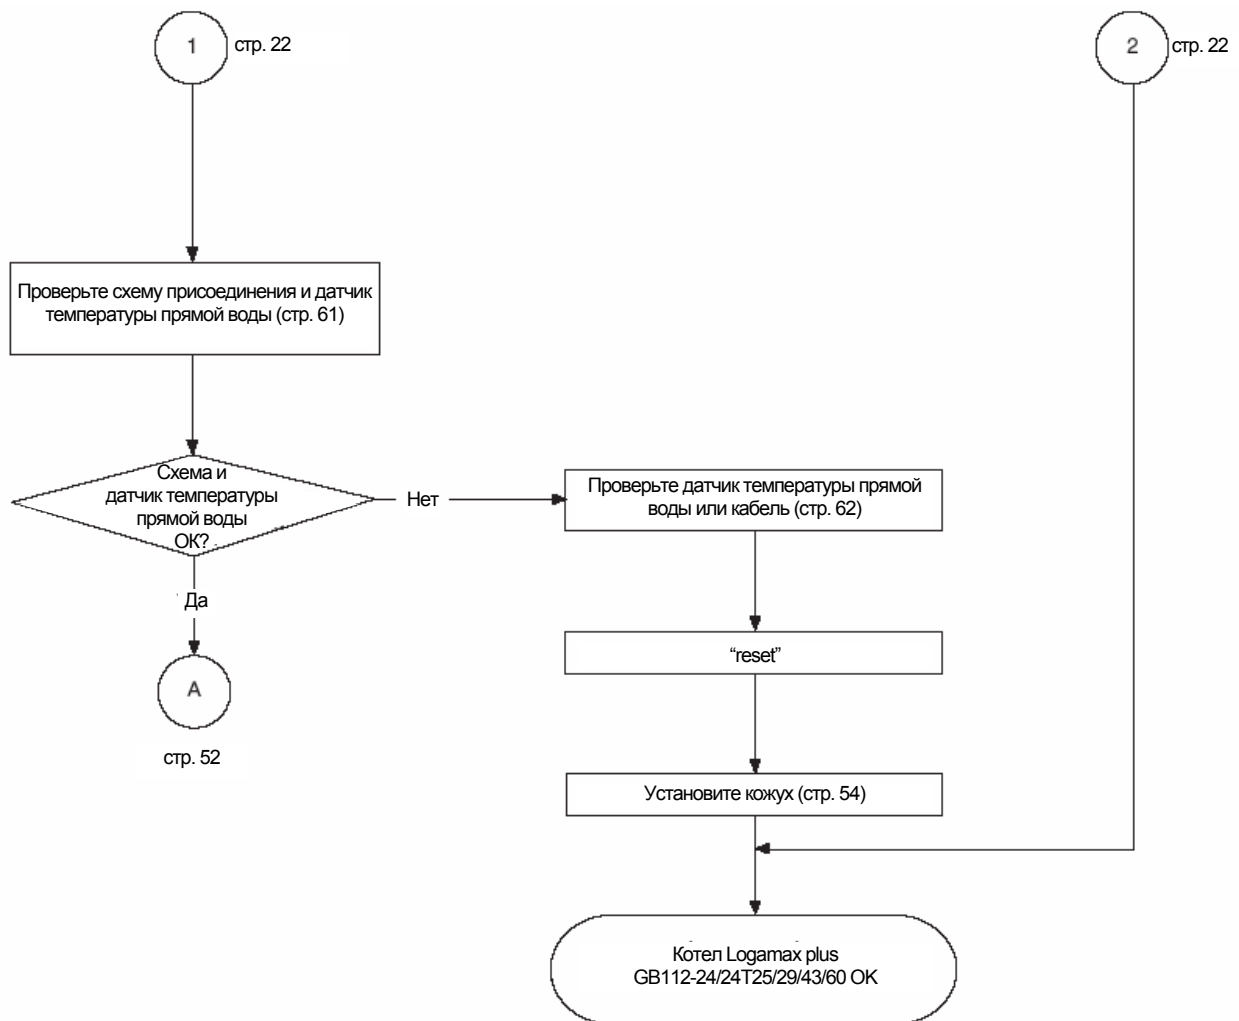 1
стр. 22
2
стр. 22
Проверьте схему присоединения и датчик
температуры прямой воды (стр. 61)
Схема и
датчик температуры
прямой воды
ОК?
Нет
Проверьте датчик температуры прямой
воды или кабель (стр. 62)
Да
“reset”
A
стр. 52
Установите кожух (стр. 54)
Котел Logamax plus
GB112-24/24T25/29/43/60 OK